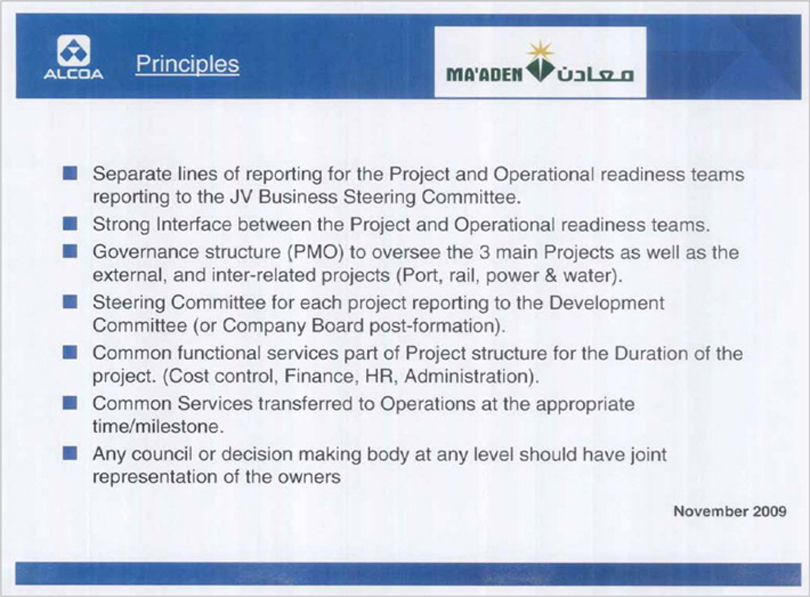 ALCOA
Principles
MA'ADEN معادن
Separate lines of reporting for the Project and Operational readiness teams
reporting to the JV Business Steering Committee.
Strong Interface between the Project and Operational readiness teams.
Governance structure (PMO) to oversee the 3 main Projects as well as the
external, and inter-related projects (Port, rail, power & water).
Steering Committee for each project reporting to the Development
Committee (or Company Board post-formation).
Common functional services part of Project structure for the Duration of the
project. (Cost control, Finance, HR, Administration).
Common Services transferred to Operations at the appropriate
time/milestone.
Any council or decision making body at any level should have joint
representation of the owners
November 2009